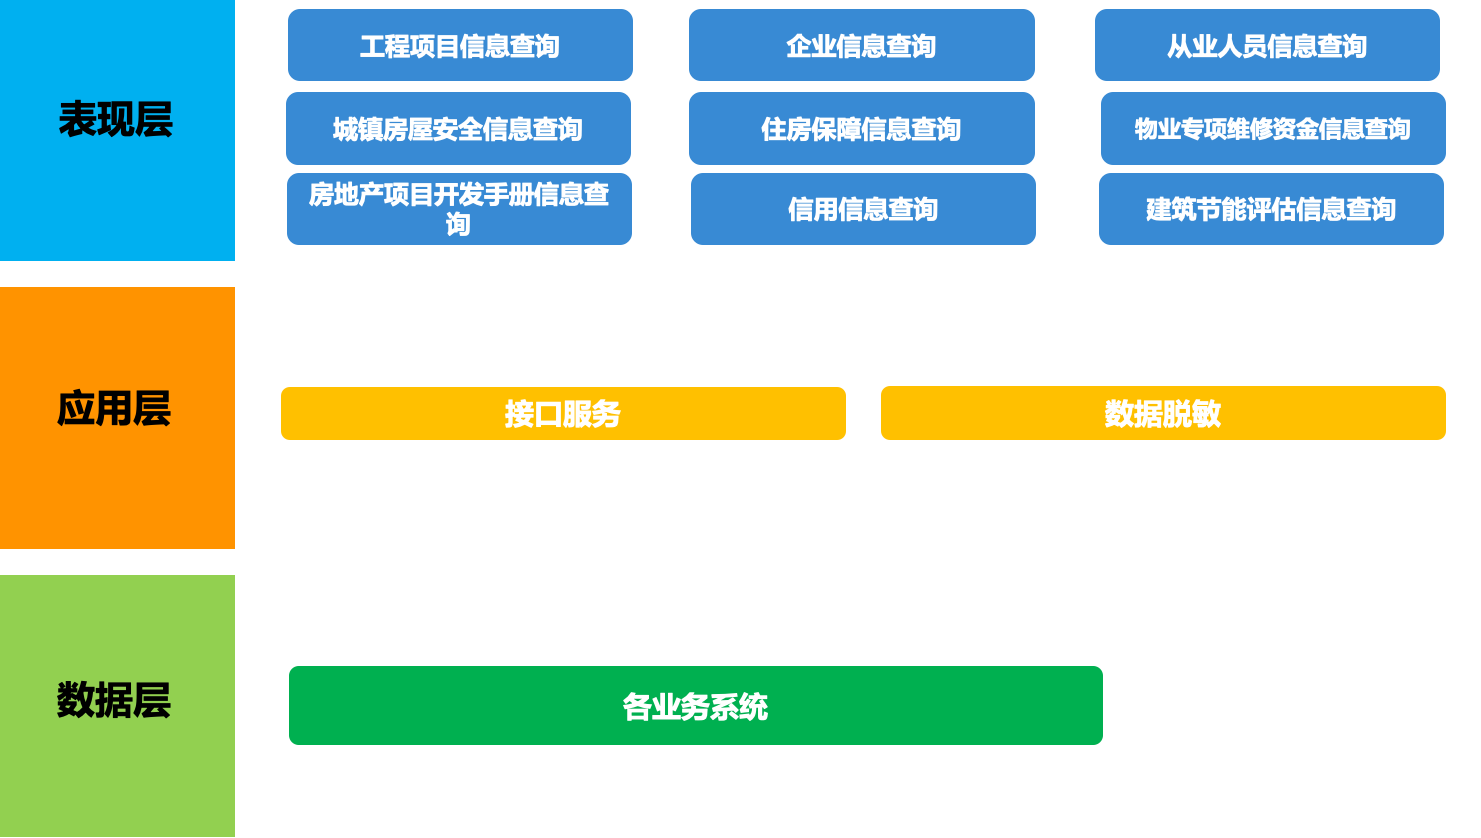 表现层
工程项目信息查询
企业信息查询
从业人员信息查询
城镇房屋安全信息查询
住房保障信息查询
物业专项维修资金信息查询
房地产项目开发手册信息查
询
信用信息查询
建筑节能评估信息查询
应用层
接口服务
数据脱敏
数据层
各业务系统